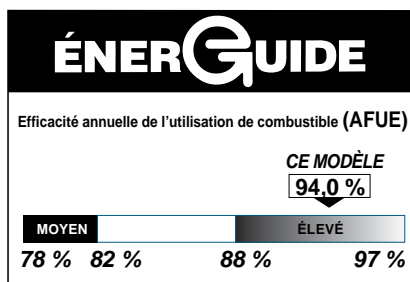 ÉNERGUIDE
Efficacité annuelle de l'utilisation de combustible (AFUE)
CE MODÈLE
94,0 %
MOYEN ÉLEVÉ
78 % 82 % 88 % 97 %